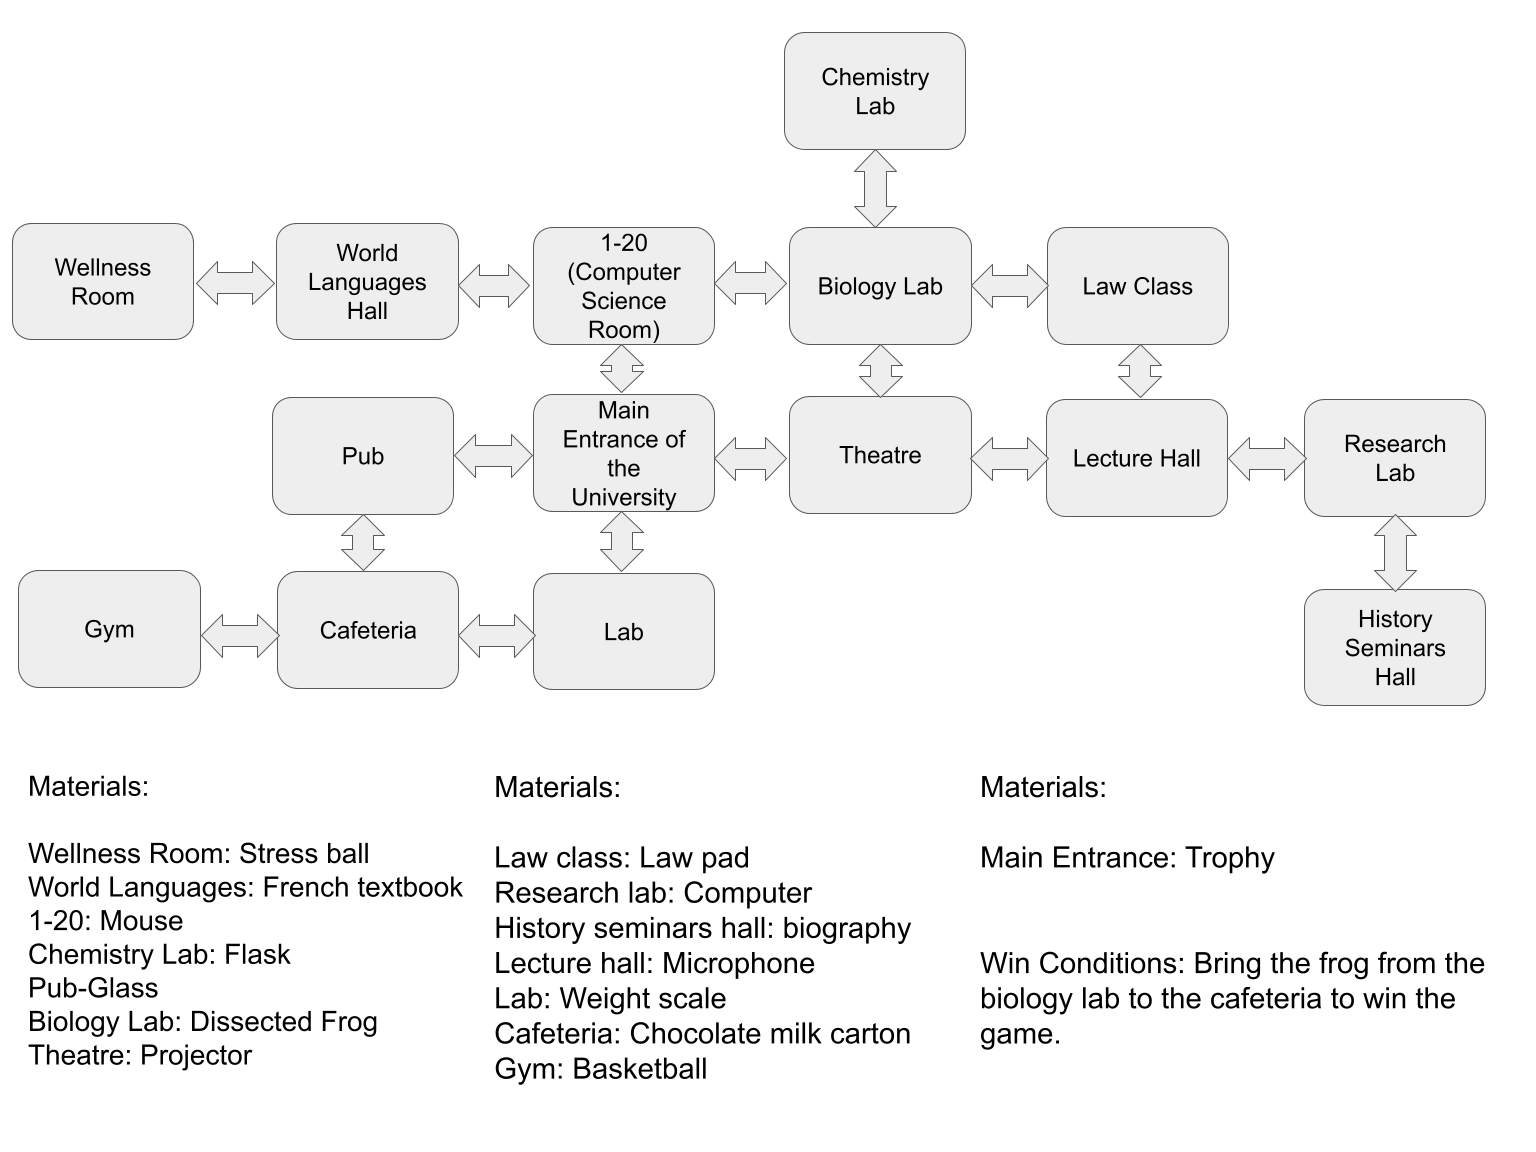 Chemistry
Lab
Wellness
Room
World
Languages
Hall
1-20
(Computer
Science
Room)
Biology Lab
Law Class
Pub
Main
Entrance of
the
University
Theatre
Lecture Hall
Research
Lab
Gym
Cafeteria
Lab
History
Seminars
Hall
Materials:
Wellness Room: Stress ball
World Languages: French textbook
1-20: Mouse
Chemistry Lab: Flask
Pub-Glass
Biology Lab: Dissected Frog
Theatre: Projector
Materials:
Law class: Law pad
Research lab: Computer
History seminars hall: biography
Lecture hall: Microphone
Lab: Weight scale
Cafeteria: Chocolate milk carton
Gym: Basketball
Materials:
Main Entrance: Trophy
Win Conditions: Bring the frog from the
biology lab to the cafeteria to win the
game.